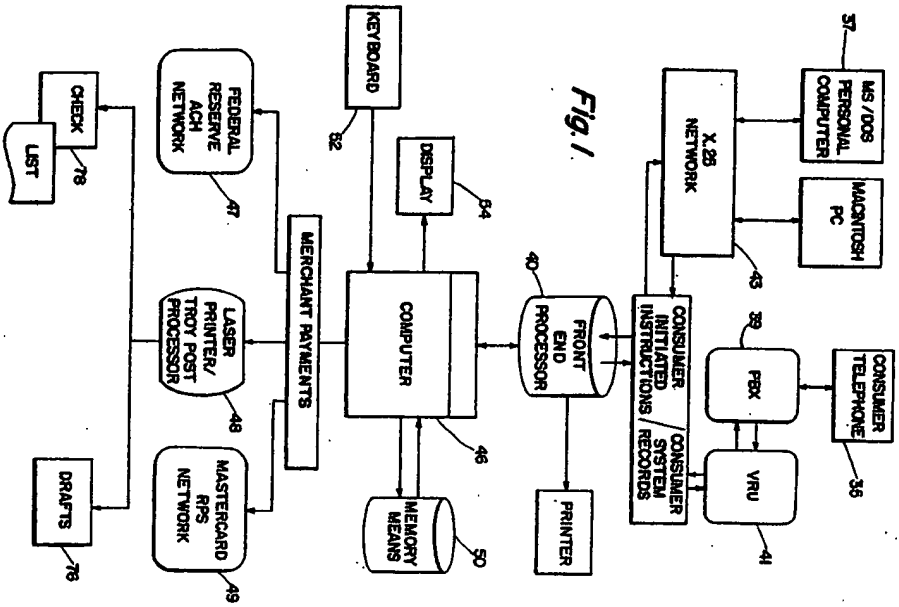 Fig. 1
37
MS/DOS
PERSONAL
COMPUTER
MACINTOSH
PC
CONSUMER
TELEPHONE
36
X.25
NETWORK
43
39
PBX
VRU
41
CONSUMER
INITIATED
INSTRUCTIONS
/
CONSUMER
SYSTEM
RECORDS
40
FRONT
END
PROCESSOR
PRINTER
KEYBOARD
52
DISPLAY
54
COMPUTER
46
MEMORY
MEANS
50
MERCHANT PAYMENTS
FEDERAL
RESERVE
ACH
NETWORK
47
LASER
PRINTER/
TROY POST
PROCESSOR
48
MASTERCARD
RPS
NETWORK
49
CHECK
78
LIST
DRAFTS
76